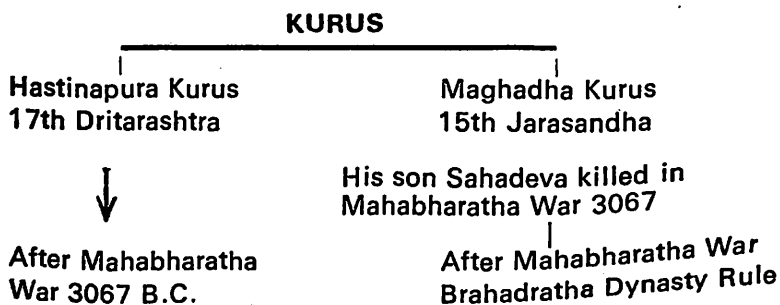 KURUS
Hastinapura Kurus
17th Dritarashtra
Maghadha Kurus
15th Jarasandha
His son Sahadeva killed in
Mahabharatha War 3067
After Mahabharatha
War 3067 B.C.
After Mahabharatha War
Brahadratha Dynasty Rule